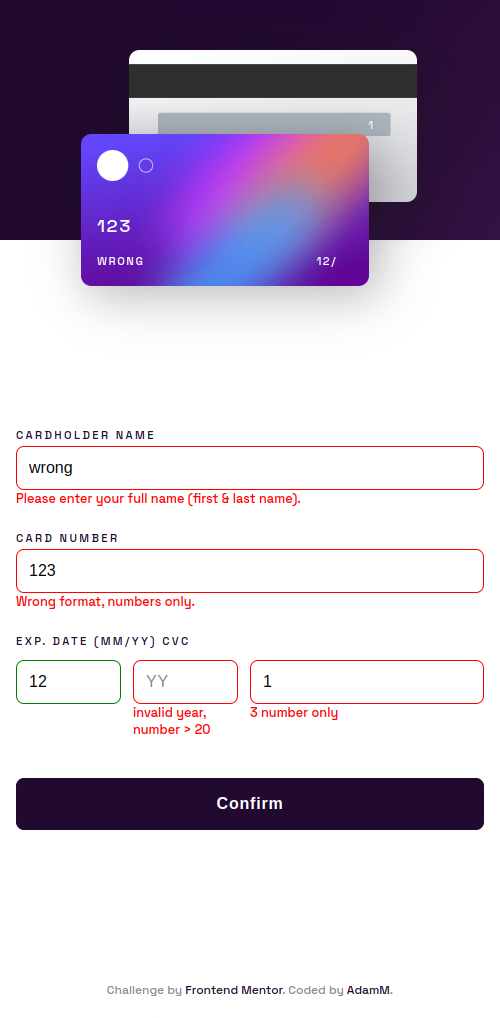 1
123
WRONG 12/
CARDHOLDER NAME
wrong
Please enter your full name (first & last name).
CARD NUMBER
123
Wrong format, numbers only.
EXP. DATE (MM/YY) CVC
12 YY 1
invalid year, 3 number only
number > 20
Confirm
Challenge by Frontend Mentor. Coded by AdamM.